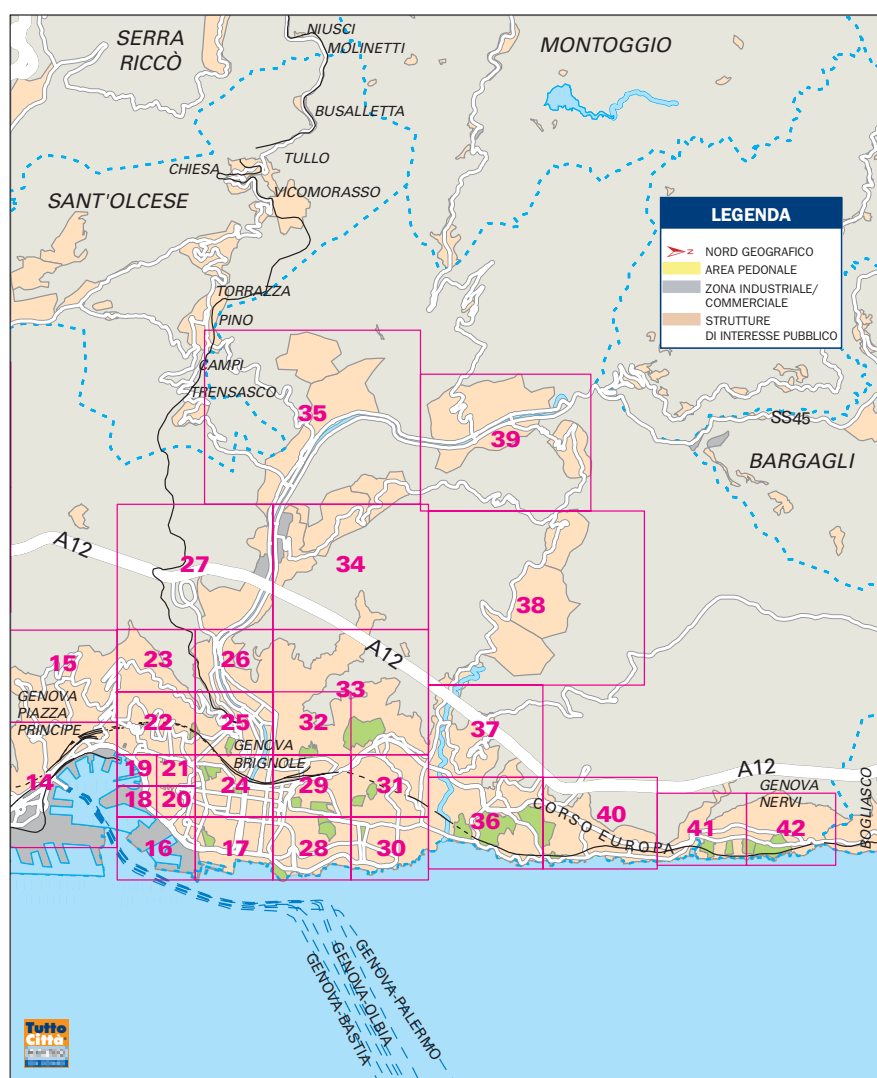 SERRA
RICCÒ
NIUSCI
MOLINETTI
MONTOGGIO
BUSALLETTA
TULLO
CHIESA
VICOMORASSO
SANT'OLCESE
LEGENDA
Z NORD GEOGRAFICO
AREA PEDONALE
ZONA INDUSTRIALE/
COMMERCIALE
STRUTTURE
DI INTERESSE PUBBLICO
TORRAZZA
PINO
CAMPI
TRENSASCO
35
39
SS45
BARGAGLI
A12
27
34
38
15
23
26
A12
33
GENOVA
PIAZZA
PRINCIPE
22
25
32
37
GENOVA
BRIGNOLE
14
19
21
24
29
31
A12
GENOVA
NERVI
BOGLIASCO
18
20
36
CORSO EUROPA
40
41
42
16
17
28
30
GENOVA-PALERMO
GENOVA-OLBIA
GENOVA-BASTIA
Tutto
Città